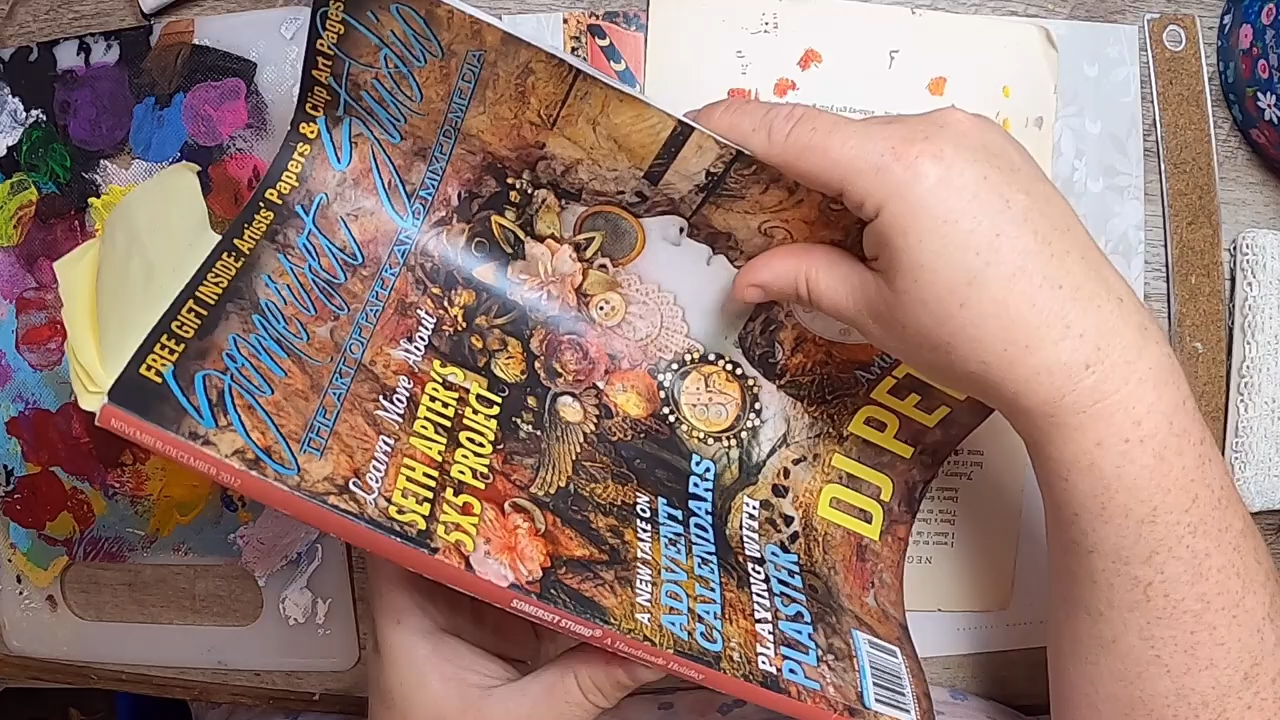 FREE GIFT INSIDE: Artists' Papers & Clip Art Pages
Somerset Studio
THE ART OF PAPER AND MIXED-MEDIA
Learn More About
SETH APTER'S
5X5 PROJECT
A NEW TAKE ON
ADVENT
CALENDARS
PLAYING WITH
PLASTER
DJ PET
NOVEMBER/DECEMBER 2012
SOMERSET STUDIO® A Handmade Holiday